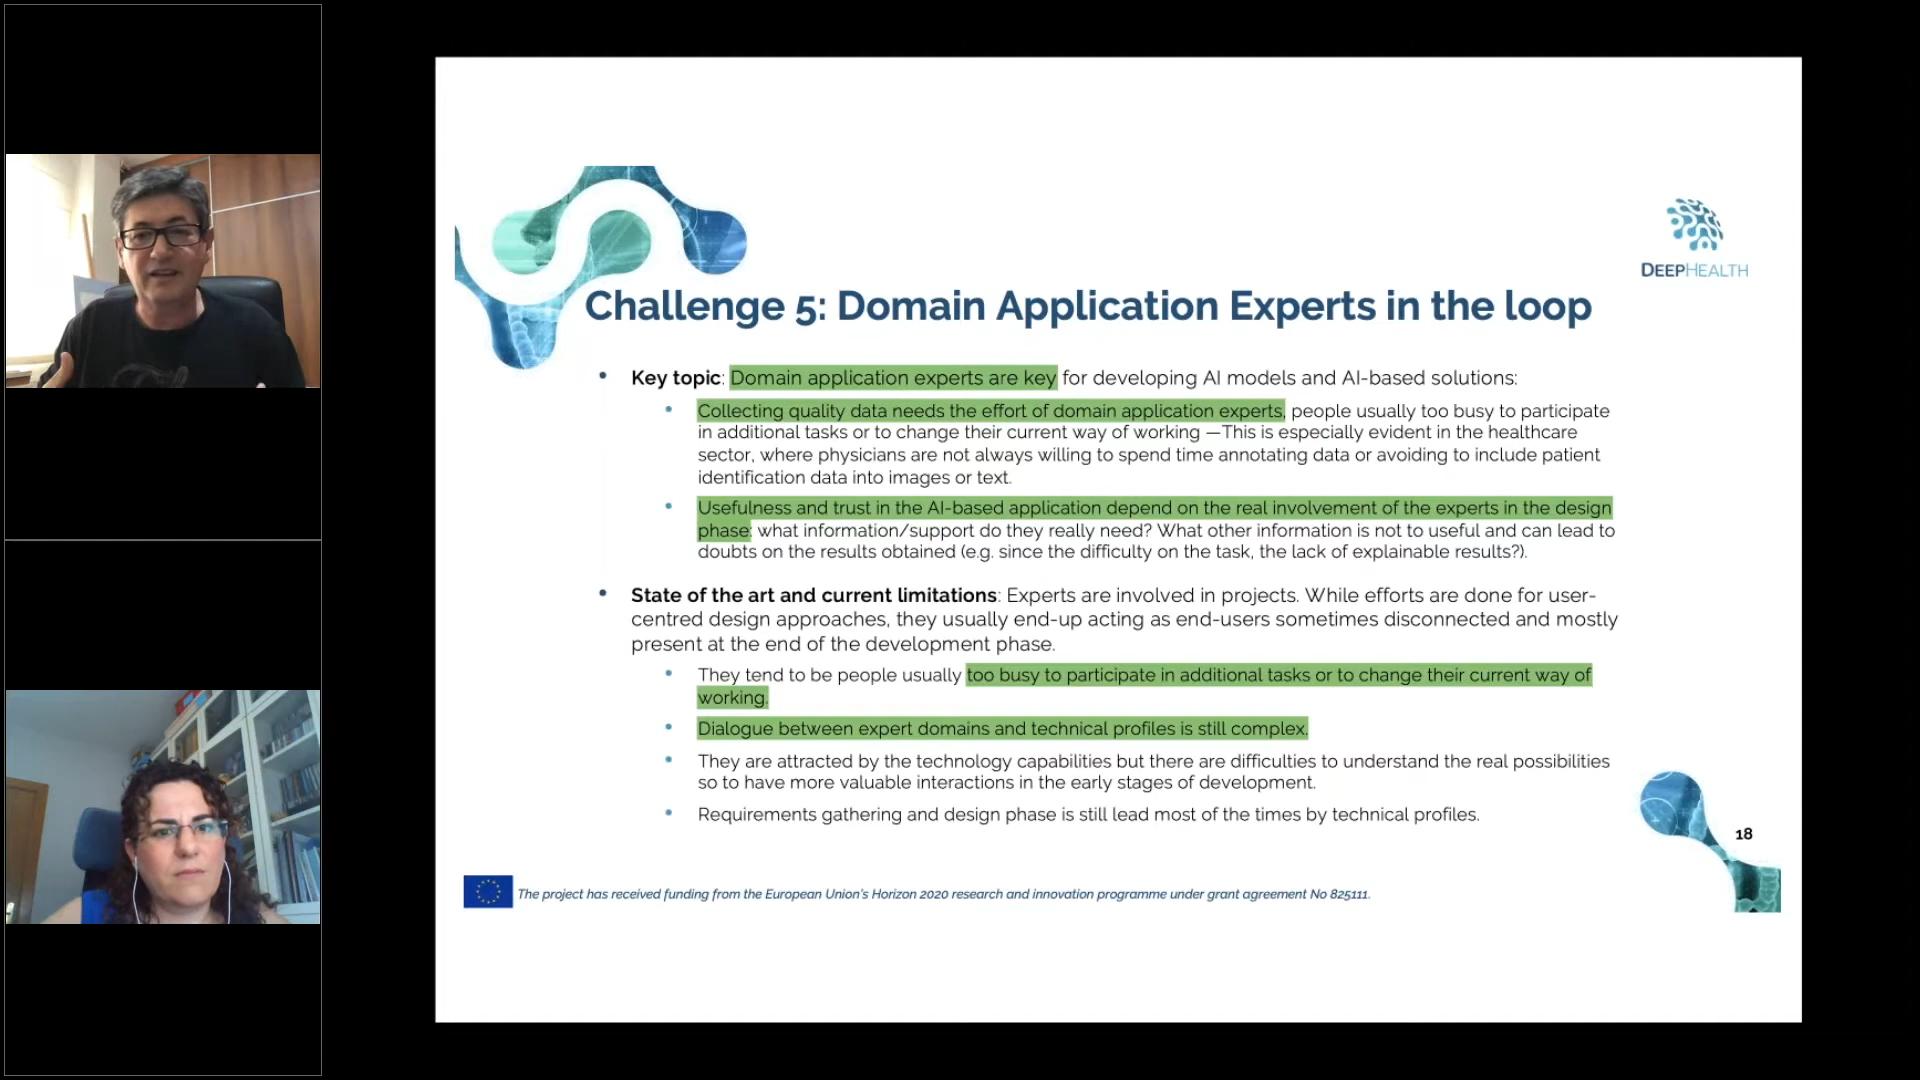 DEEPHEALTH
Challenge 5: Domain Application Experts in the loop
• Key topic: Domain application experts are key for developing AI models and AI-based solutions:
• Collecting quality data needs the effort of domain application experts, people usually too busy to participate
in additional tasks or to change their current way of working —This is especially evident in the healthcare
sector, where physicians are not always willing to spend time annotating data or avoiding to include patient
identification data into images or text.
• Usefulness and trust in the AI-based application depend on the real involvement of the experts in the design
phase: what information/support do they really need? What other information is not to useful and can lead to
doubts on the results obtained (e.g. since the difficulty on the task, the lack of explainable results?).
• State of the art and current limitations: Experts are involved in projects. While efforts are done for user-
centred design approaches, they usually end-up acting as end-users sometimes disconnected and mostly
present at the end of the development phase.
• They tend to be people usually too busy to participate in additional tasks or to change their current way of
working.
• Dialogue between expert domains and technical profiles is still complex.
• They are attracted by the technology capabilities but there are difficulties to understand the real possibilities
so to have more valuable interactions in the early stages of development.
• Requirements gathering and design phase is still lead most of the times by technical profiles.
18
The project has received funding from the European Union's Horizon 2020 research and innovation programme under grant agreement No 825111.